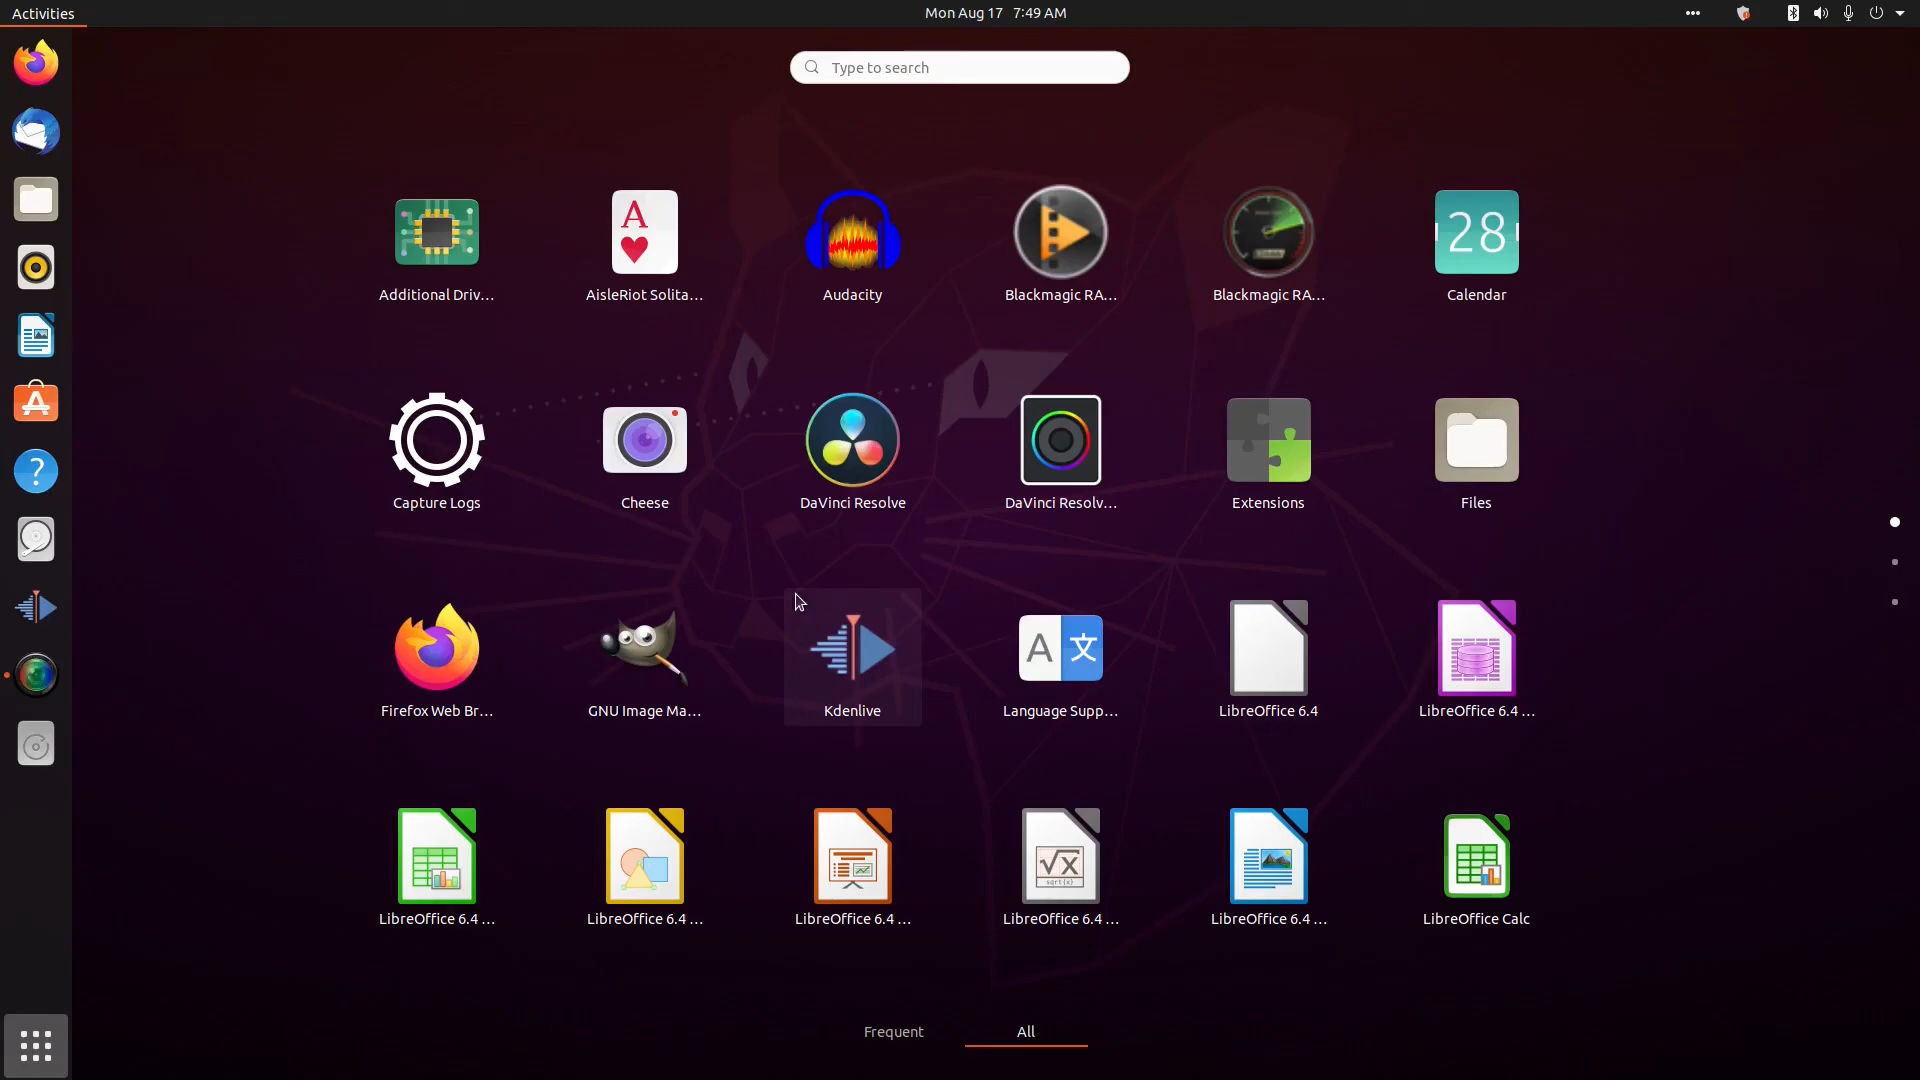 Activities
Mon Aug 17 7:49 AM
Type to search
Additional Driv...
AisleRiot Solita...
Audacity
Blackmagic RA...
Blackmagic RA...
Calendar
28
A
Capture Logs
Cheese
DaVinci Resolve
DaVinci Resolv...
Extensions
Files
Firefox Web Br...
GNU Image Ma...
Kdenlive
A 文
Language Supp...
LibreOffice 6.4
LibreOffice 6.4 ...
LibreOffice 6.4 ...
LibreOffice 6.4 ...
LibreOffice 6.4 ...
√x
sqrt(x)
LibreOffice 6.4 ...
LibreOffice 6.4 ...
LibreOffice Calc
Frequent
All